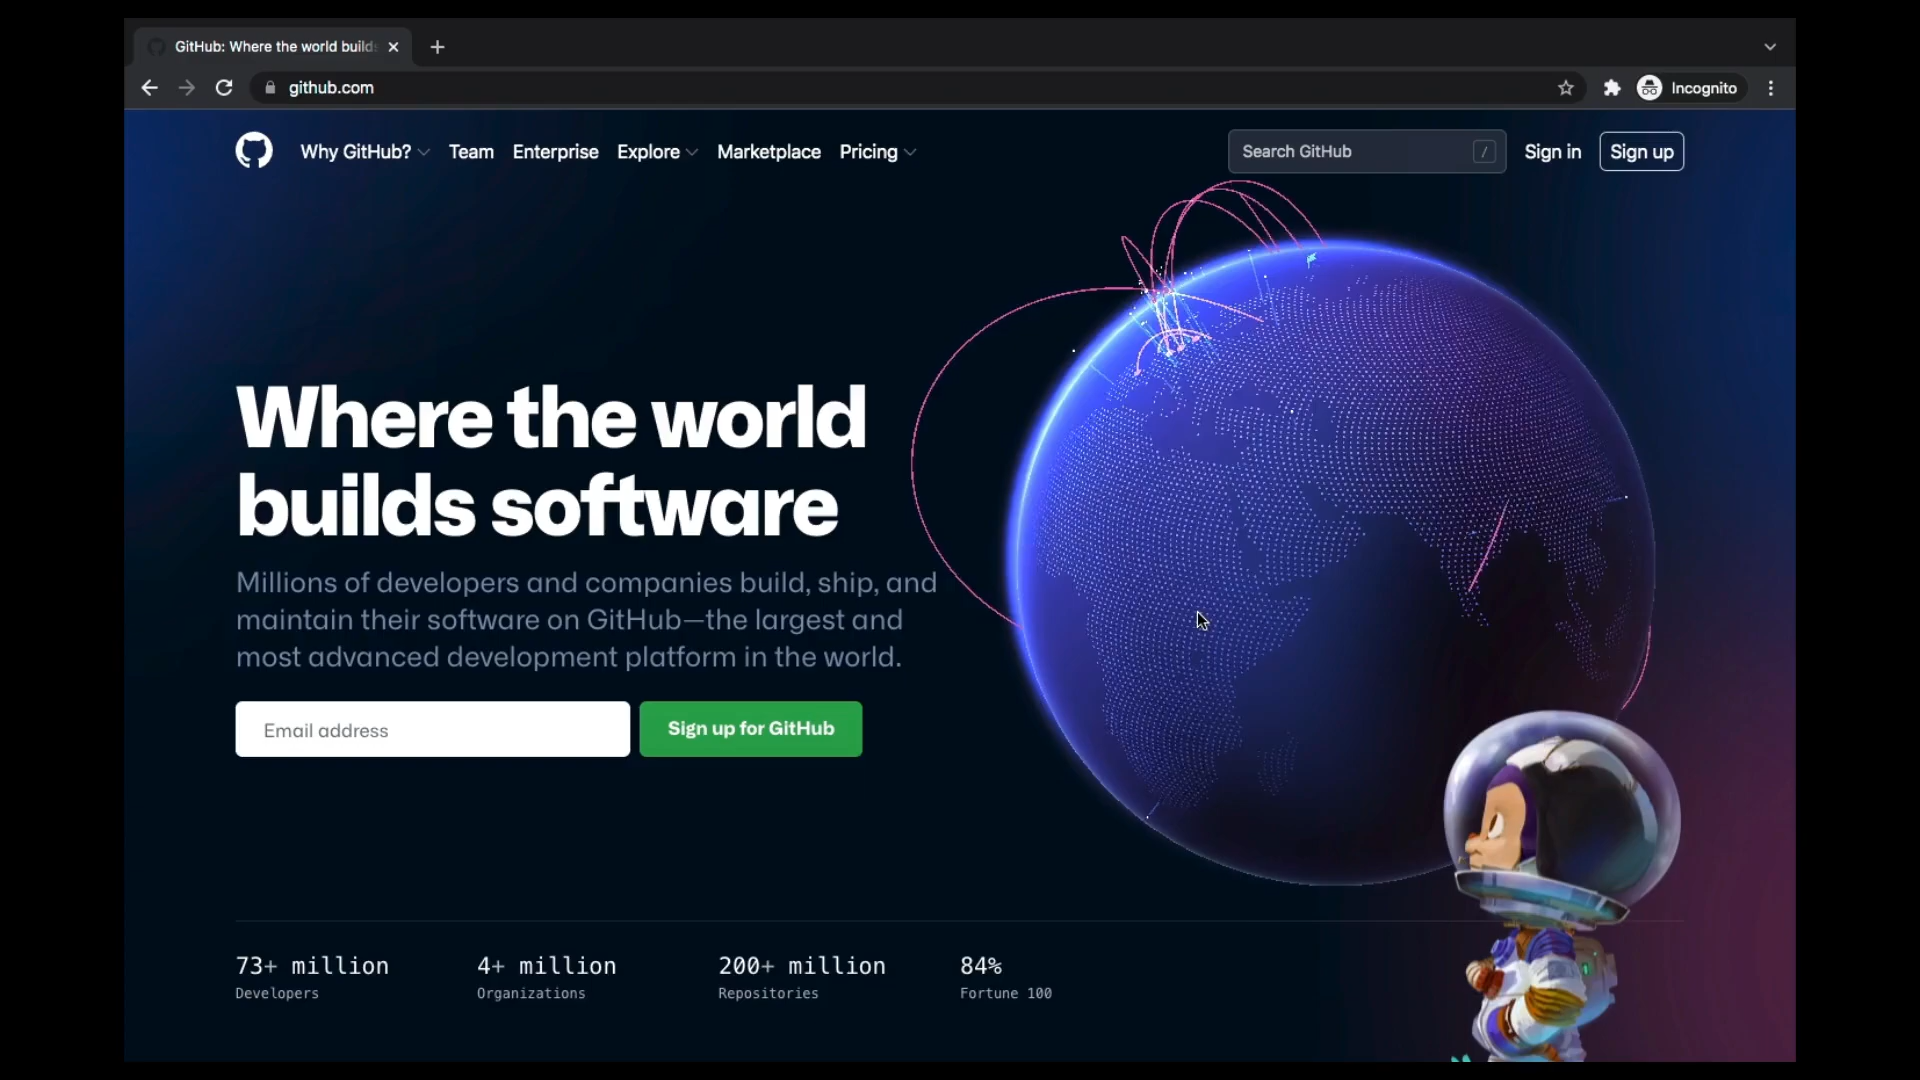 GitHub: Where the world build
github.com
Incognito
Why GitHub? Team Enterprise Explore Marketplace Pricing
Search GitHub /
Sign in
Sign up
Where the world
builds software
Millions of developers and companies build, ship, and
maintain their software on GitHub—the largest and
most advanced development platform in the world.
Email address
Sign up for GitHub
73+ million
Developers
4+ million
Organizations
200+ million
Repositories
84%
Fortune 100